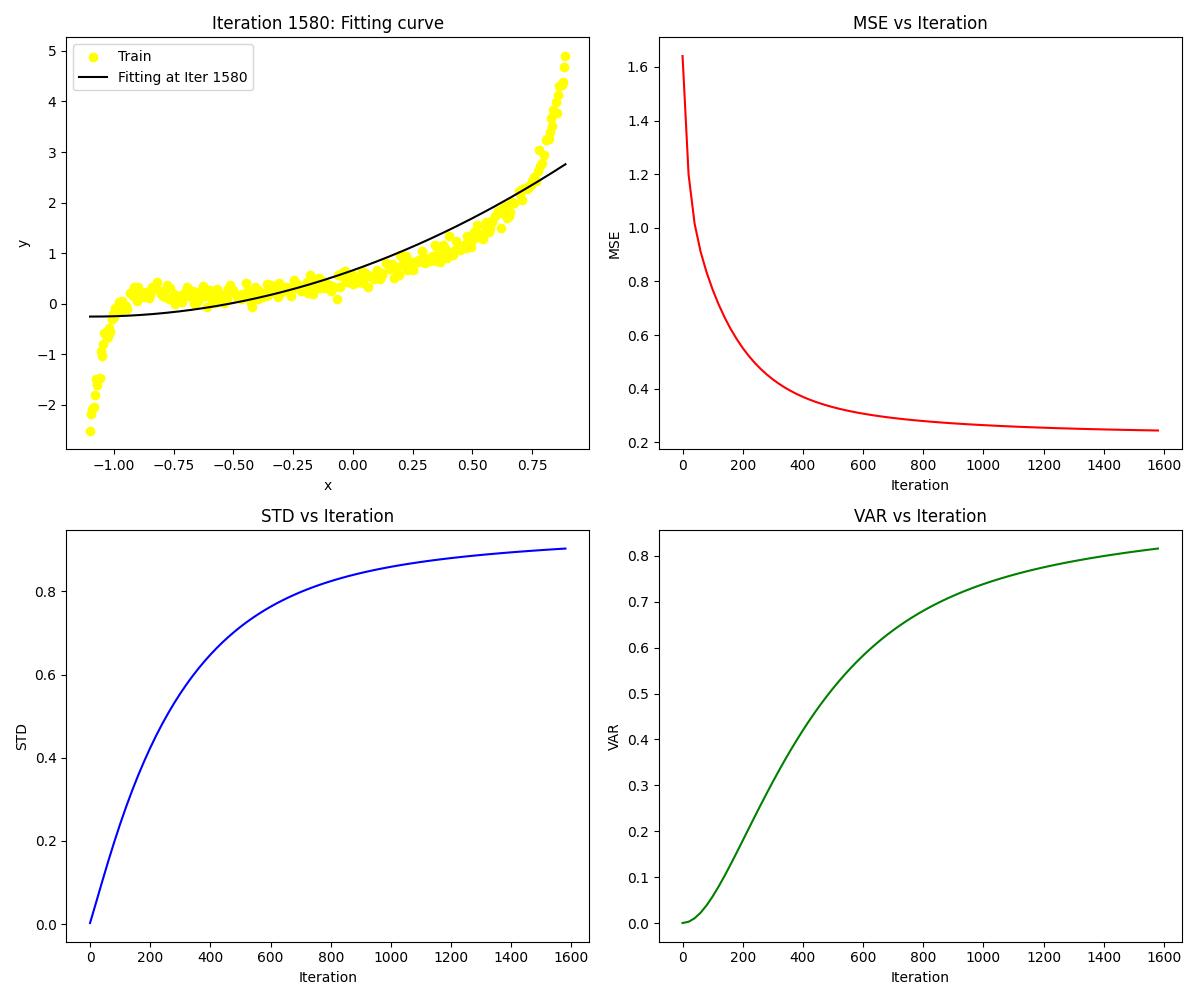 Iteration 1580: Fitting curve
Train
Fitting at Iter 1580
y
5
4
3
2
1
0
−1
−2
−1.00 −0.75 −0.50 −0.25 0.00 0.25 0.50 0.75
x
MSE vs Iteration
MSE
1.6
1.4
1.2
1.0
0.8
0.6
0.4
0.2
0 200 400 600 800 1000 1200 1400 1600
Iteration
STD vs Iteration
STD
0.8
0.6
0.4
0.2
0.0
0 200 400 600 800 1000 1200 1400 1600
Iteration
VAR vs Iteration
VAR
0.8
0.7
0.6
0.5
0.4
0.3
0.2
0.1
0.0
0 200 400 600 800 1000 1200 1400 1600
Iteration